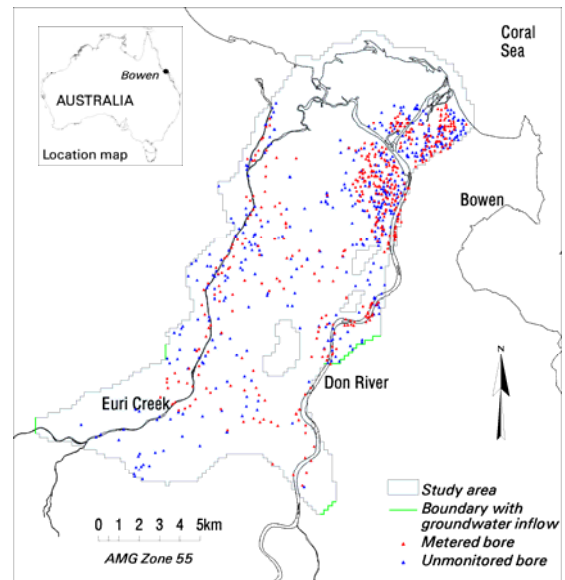 Coral
Sea
Bowen
AUSTRALIA
Location map
Bowen
Euri Creek
Don River
N
0 1 2 3 4 5km
AMG Zone 55
Study area
Boundary with
groundwater inflow
Metered bore
Unmonitored bore